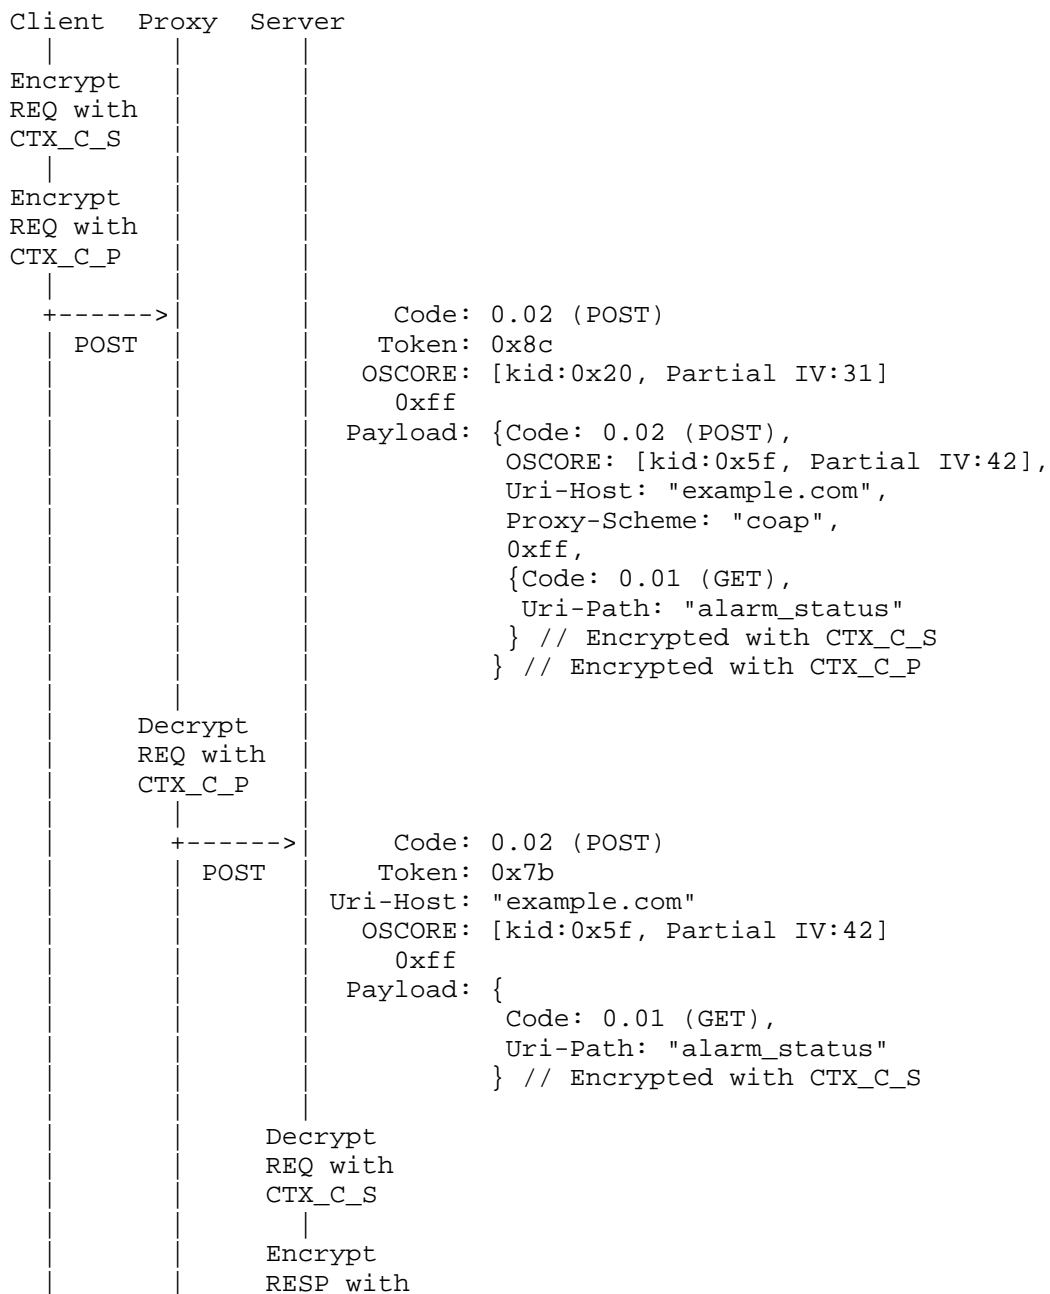 Client  Proxy  Server
  |       |       |
Encrypt   |       |
REQ with  |       |
CTX_C_S   |       |
  |       |       |
Encrypt   |       |
REQ with  |       |
CTX_C_P   |       |
  |       |       |
  +------>|       |     Code: 0.02 (POST)
  | POST  |       |    Token: 0x8c
  |       |       |   OSCORE: [kid:0x20, Partial IV:31]
  |       |       |     0xff
  |       |       |  Payload: {Code: 0.02 (POST),
  |       |       |            OSCORE: [kid:0x5f, Partial IV:42],
  |       |       |            Uri-Host: "example.com",
  |       |       |            Proxy-Scheme: "coap",
  |       |       |            0xff,
  |       |       |            {Code: 0.01 (GET),
  |       |       |             Uri-Path: "alarm_status"
  |       |       |            } // Encrypted with CTX_C_S
  |       |       |           } // Encrypted with CTX_C_P
  |       |       |
  |     Decrypt   |
  |     REQ with  |
  |     CTX_C_P   |
  |       |       |
  |       +------>|     Code: 0.02 (POST)
  |       | POST  |    Token: 0x7b
  |       |       | Uri-Host: "example.com"
  |       |       |   OSCORE: [kid:0x5f, Partial IV:42]
  |       |       |     0xff
  |       |       |  Payload: {
  |       |       |            Code: 0.01 (GET),
  |       |       |            Uri-Path: "alarm_status"
  |       |       |           } // Encrypted with CTX_C_S
  |       |       |
  |       |     Decrypt
  |       |     REQ with
  |       |     CTX_C_S
  |       |       |
  |       |     Encrypt
  |       |     RESP with